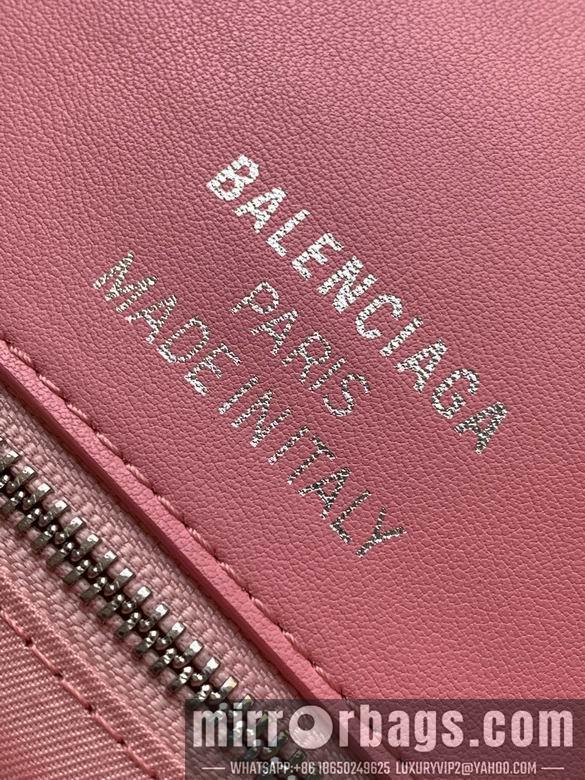 BALENCIAGA
PARIS
MADE IN ITALY
mirrorbags.com
WHATSAPP:+86 18650249625 LUXURYVIP2@YAHOO.COM